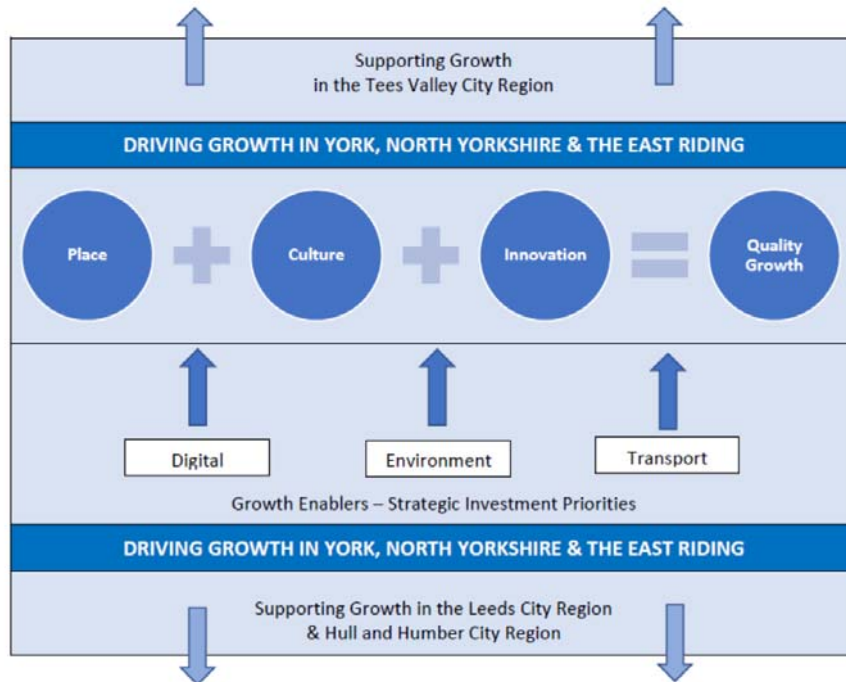 Supporting Growth
in the Tees Valley City Region
DRIVING GROWTH IN YORK, NORTH YORKSHIRE & THE EAST RIDING
Place
Culture
Innovation
Quality
Growth
Digital
Environment
Transport
Growth Enablers – Strategic Investment Priorities
DRIVING GROWTH IN YORK, NORTH YORKSHIRE & THE EAST RIDING
Supporting Growth in the Leeds City Region
& Hull and Humber City Region